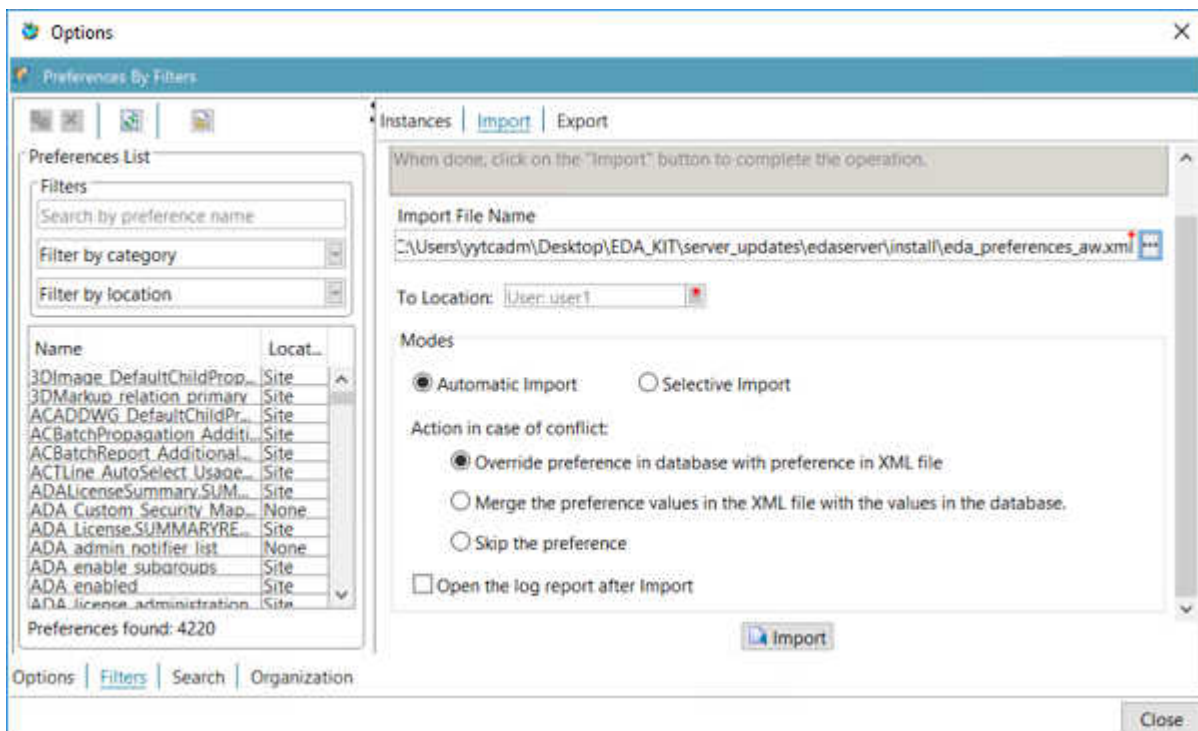 Options
Preferences By Filters
Instances | Import | Export
Preferences List
Filters
Search by preference name
Filter by category
Filter by location
Name Locat...
3DImage_DefaultChildProp... Site
3DMarkup_relation_primary Site
ACADDWG_DefaultChildPr... Site
ACBatchPropagation_Additi... Site
ACBatchReport_Additional... Site
ACTLine_AutoSelect_Usage... Site
ADALicenseSummary.SUM... Site
ADA_Custom_Security_Map... None
ADA_License.SUMMARYRE... Site
ADA_admin_notifier_list None
ADA_enable_subgroups Site
ADA_enabled Site
ADA_license_administration Site
Preferences found: 4220
When done, click on the "Import" button to complete the operation.
Import File Name
C:\Users\yytcadm\Desktop\EDA_KIT\server_updates\edaserver\install\eda_preferences_aw.xml
To Location: User: user1
Modes
Automatic Import Selective Import
Action in case of conflict:
Override preference in database with preference in XML file
Merge the preference values in the XML file with the values in the database.
Skip the preference
Open the log report after Import
Import
Options | Filters | Search | Organization
Close